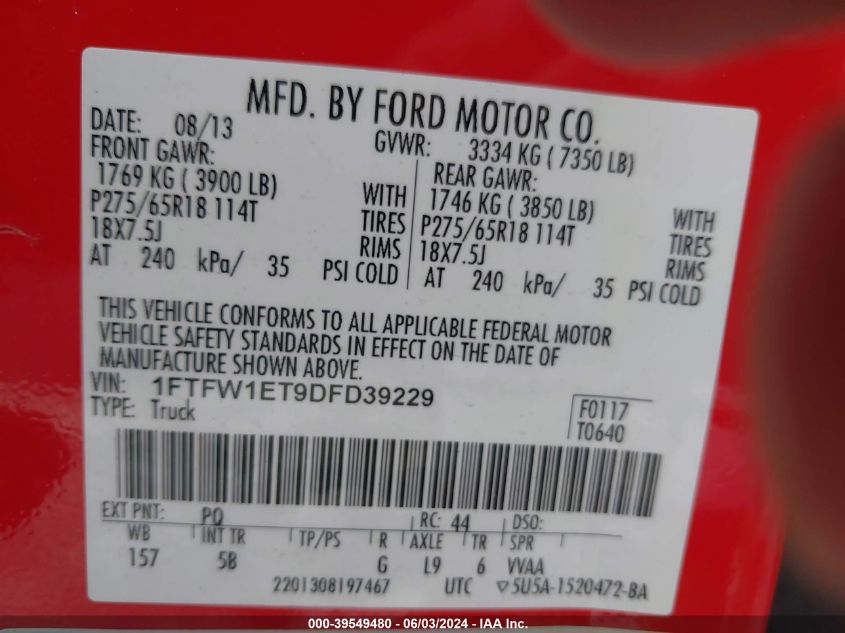 MFD. BY FORD MOTOR CO.
DATE: 08/13 GVWR: 3334 KG ( 7350 LB)
FRONT GAWR: REAR GAWR:
1769 KG ( 3900 LB) WITH 1746 KG ( 3850 LB) WITH
P275/65R18 114T TIRES P275/65R18 114T TIRES
18X7.5J RIMS 18X7.5J RIMS
AT 240 kPa/ 35 PSI COLD AT 240 kPa/ 35 PSI COLD
THIS VEHICLE CONFORMS TO ALL APPLICABLE FEDERAL MOTOR
VEHICLE SAFETY STANDARDS IN EFFECT ON THE DATE OF
MANUFACTURE SHOWN ABOVE.
VIN: 1FTFW1ET9DFD39229
TYPE: Truck
F0117
T0640
EXT PNT: PQ RC: 44 DSO:
WB INT TR TP/PS R AXLE TR SPR
157 5B G L9 6 VVAA
2201308197467 UTC ▽5U5A-1520472-BA
000-39549480 - 06/03/2024 - IAA Inc.